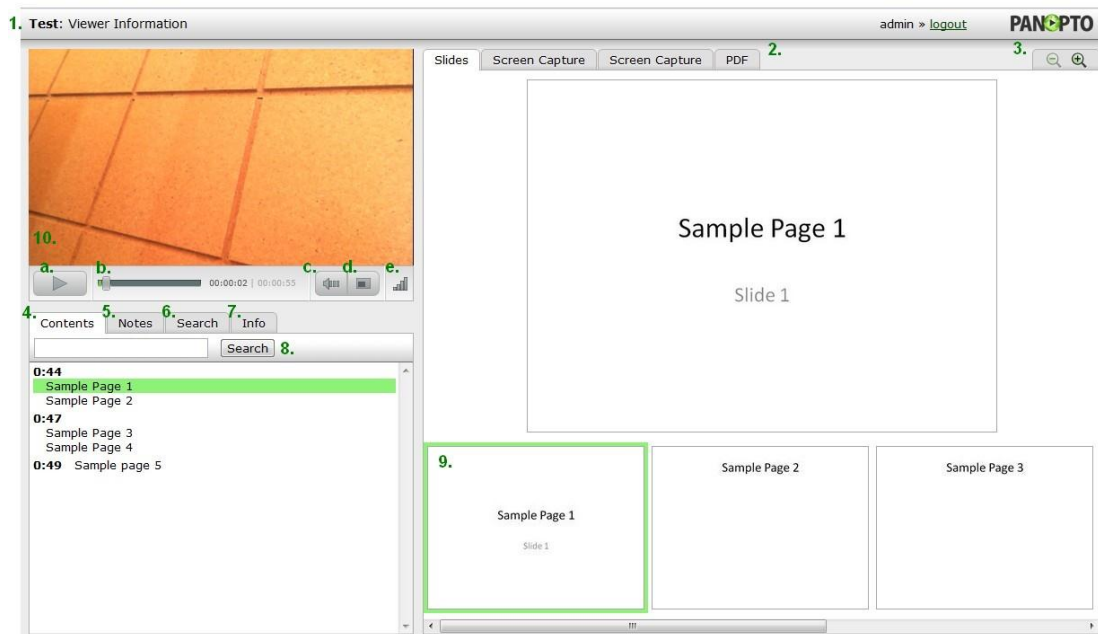 1. Test: Viewer Information
admin » logout
PANOPTO
10.
a. b. 00:00:02 | 00:00:55 c. d. e.
4. Contents 5. Notes 6. Search 7. Info
Search 8.
0:44
Sample Page 1
Sample Page 2
0:47
Sample Page 3
Sample Page 4
0:49 Sample page 5
Slides Screen Capture Screen Capture PDF 2.
3.
Sample Page 1
Slide 1
9.
Sample Page 1
Slide 1
Sample Page 2
Sample Page 3